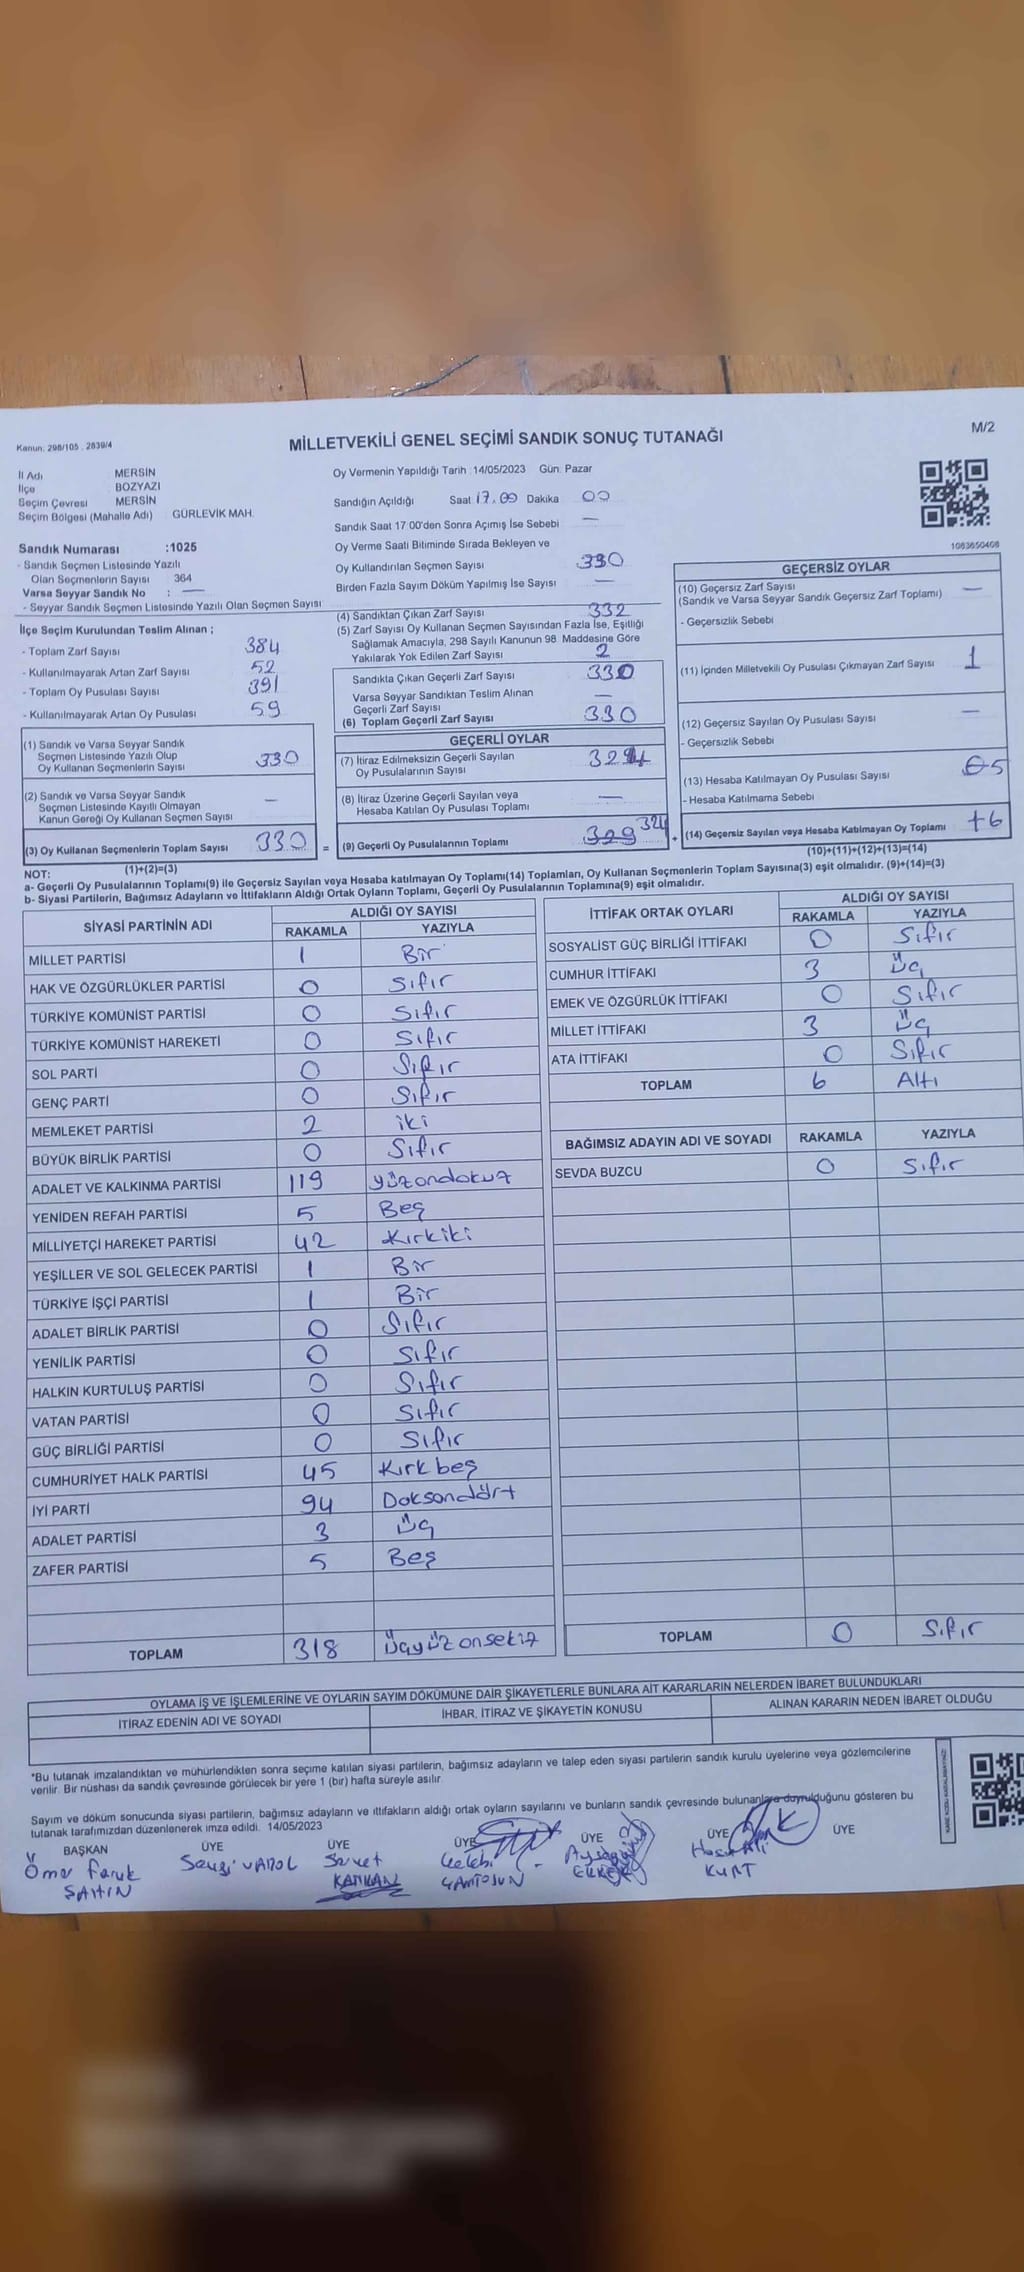 Kanun: 298/105 . 2839/4
MİLLETVEKİLİ GENEL SEÇİMİ SANDIK SONUÇ TUTANAĞI
M/2
İl Adı MERSİN
İlçe BOZYAZI
Seçim Çevresi MERSİN
Seçim Bölgesi (Mahalle Adı) GÜRLEVİK MAH.
Sandık Numarası :1025
- Sandık Seçmen Listesinde Yazılı
Olan Seçmenlerin Sayısı 364
Varsa Seyyar Sandık No : —
- Seyyar Sandık Seçmen Listesinde Yazılı Olan Seçmen Sayısı
İlçe Seçim Kurulundan Teslim Alınan ;
- Toplam Zarf Sayısı 384
- Kullanılmayarak Artan Zarf Sayısı 52
- Toplam Oy Pusulası Sayısı 391
- Kullanılmayarak Artan Oy Pusulası 59
(1) Sandık ve Varsa Seyyar Sandık
Seçmen Listesinde Yazılı Olup
Oy Kullanan Seçmenlerin Sayısı 330
(2) Sandık ve Varsa Seyyar Sandık
Seçmen Listesinde Kayıtlı Olmayan
Kanun Gereği Oy Kullanan Seçmen Sayısı —
(3) Oy Kullanan Seçmenlerin Toplam Sayısı 330 =
(1)+(2)=(3)
Oy Vermenin Yapıldığı Tarih 14/05/2023 Gün: Pazar
Sandığın Açıldığı Saat 17.00 Dakika 00
Sandık Saat 17:00'den Sonra Açımış İse Sebebi —
Oy Verme Saati Bitiminde Sırada Bekleyen ve
Oy Kullandırılan Seçmen Sayısı 330
Birden Fazla Sayım Döküm Yapılmış İse Sayısı —
(4) Sandıktan Çıkan Zarf Sayısı 332
(5) Zarf Sayısı Oy Kullanan Seçmen Sayısından Fazla İse, Eşitliği
Sağlamak Amacıyla, 298 Sayılı Kanunun 98 Maddesine Göre
Yakılarak Yok Edilen Zarf Sayısı 2
Sandıkta Çıkan Geçerli Zarf Sayısı 330
Varsa Seyyar Sandıktan Teslim Alınan
Geçerli Zarf Sayısı —
(6) Toplam Geçerli Zarf Sayısı 330
GEÇERLİ OYLAR
(7) İtiraz Edilmeksizin Geçerli Sayılan
Oy Pusulalarının Sayısı 324
(8) İtiraz Üzerine Geçerli Sayılan veya
Hesaba Katılan Oy Pusulası Toplamı —
(9) Geçerli Oy Pusulalarının Toplamı 329 324 +
1063650408
GEÇERSİZ OYLAR
(10) Geçersiz Zarf Sayısı —
(Sandık ve Varsa Seyyar Sandık Geçersiz Zarf Toplamı)
- Geçersizlik Sebebi
(11) İçinden Milletvekili Oy Pusulası Çıkmayan Zarf Sayısı 1
(12) Geçersiz Sayılan Oy Pusulası Sayısı —
- Geçersizlik Sebebi
(13) Hesaba Katılmayan Oy Pusulası Sayısı 5
- Hesaba Katılmama Sebebi
(14) Geçersiz Sayılan veya Hesaba Katılmayan Oy Toplamı 6
(10)+(11)+(12)+(13)=(14)
NOT:
a- Geçerli Oy Pusulalarının Toplamı(9) ile Geçersiz Sayılan veya Hesaba katılmayan Oy Toplamı(14) Toplamları, Oy Kullanan Seçmenlerin Toplam Sayısına(3) eşit olmalıdır. (9)+(14)=(3)
b- Siyasi Partilerin, Bağımsız Adayların ve İttifakların Aldığı Ortak Oyların Toplamı, Geçerli Oy Pusulalarının Toplamına(9) eşit olmalıdır.
SİYASİ PARTİNİN ADI ALDIĞI OY SAYISI
RAKAMLA YAZIYLA
MİLLET PARTİSİ 1 Bir
HAK VE ÖZGÜRLÜKLER PARTİSİ 0 Sıfır
TÜRKİYE KOMÜNİST PARTİSİ 0 Sıfır
TÜRKİYE KOMÜNİST HAREKETİ 0 Sıfır
SOL PARTİ 0 Sıfır
GENÇ PARTİ 0 Sıfır
MEMLEKET PARTİSİ 2 iki
BÜYÜK BİRLİK PARTİSİ 0 Sıfır
ADALET VE KALKINMA PARTİSİ 119 yüzondokuz
YENİDEN REFAH PARTİSİ 5 Beş
MİLLİYETÇİ HAREKET PARTİSİ 42 Kırkiki
YEŞİLLER VE SOL GELECEK PARTİSİ 1 Bir
TÜRKİYE İŞÇİ PARTİSİ 1 Bir
ADALET BİRLİK PARTİSİ 0 Sıfır
YENİLİK PARTİSİ 0 Sıfır
HALKIN KURTULUŞ PARTİSİ 0 Sıfır
VATAN PARTİSİ 0 Sıfır
GÜÇ BİRLİĞİ PARTİSİ 0 Sıfır
CUMHURİYET HALK PARTİSİ 45 Kırkbeş
İYİ PARTİ 94 Doksandört
ADALET PARTİSİ 3 Üç
ZAFER PARTİSİ 5 Beş
TOPLAM 318 Üçyüzonsekiz
İTTİFAK ORTAK OYLARI ALDIĞI OY SAYISI
RAKAMLA YAZIYLA
SOSYALİST GÜÇ BİRLİĞİ İTTİFAKI 0 Sıfır
CUMHUR İTTİFAKI 3 Üç
EMEK VE ÖZGÜRLÜK İTTİFAKI 0 Sıfır
MİLLET İTTİFAKI 3 Üç
ATA İTTİFAKI 0 Sıfır
TOPLAM 6 Altı
BAĞIMSIZ ADAYIN ADI VE SOYADI RAKAMLA YAZIYLA
SEVDA BUZCU 0 Sıfır
TOPLAM 0 Sıfır
OYLAMA İŞ VE İŞLEMLERİNE VE OYLARIN SAYIM DÖKÜMÜNE DAİR ŞİKAYETLERLE BUNLARA AİT KARARLARIN NELERDEN İBARET BULUNDUKLARI
İTİRAZ EDENİN ADI VE SOYADI İHBAR, İTİRAZ VE ŞİKAYETİN KONUSU ALINAN KARARIN NEDEN İBARET OLDUĞU
*Bu tutanak imzalandıktan ve mühürlendikten sonra seçime katılan siyasi partilerin, bağımsız adayların ve talep eden siyasi partilerin sandık kurulu üyelerine veya gözlemcilerine
verilir. Bir nüshası da sandık çevresinde görülecek bir yere 1 (bir) hafta süreyle asılır.
Sayım ve döküm sonucunda siyasi partilerin, bağımsız adayların ve ittifakların aldığı ortak oyların sayılarını ve bunların sandık çevresinde bulunanlara duyrulduğunu gösteren bu
tutanak tarafımızdan düzenlenerek imza edildi. 14/05/2023
BAŞKAN ÜYE ÜYE ÜYE ÜYE ÜYE ÜYE
Ömer Faruk
ŞAHİN
Sevgi VAROL
KURT